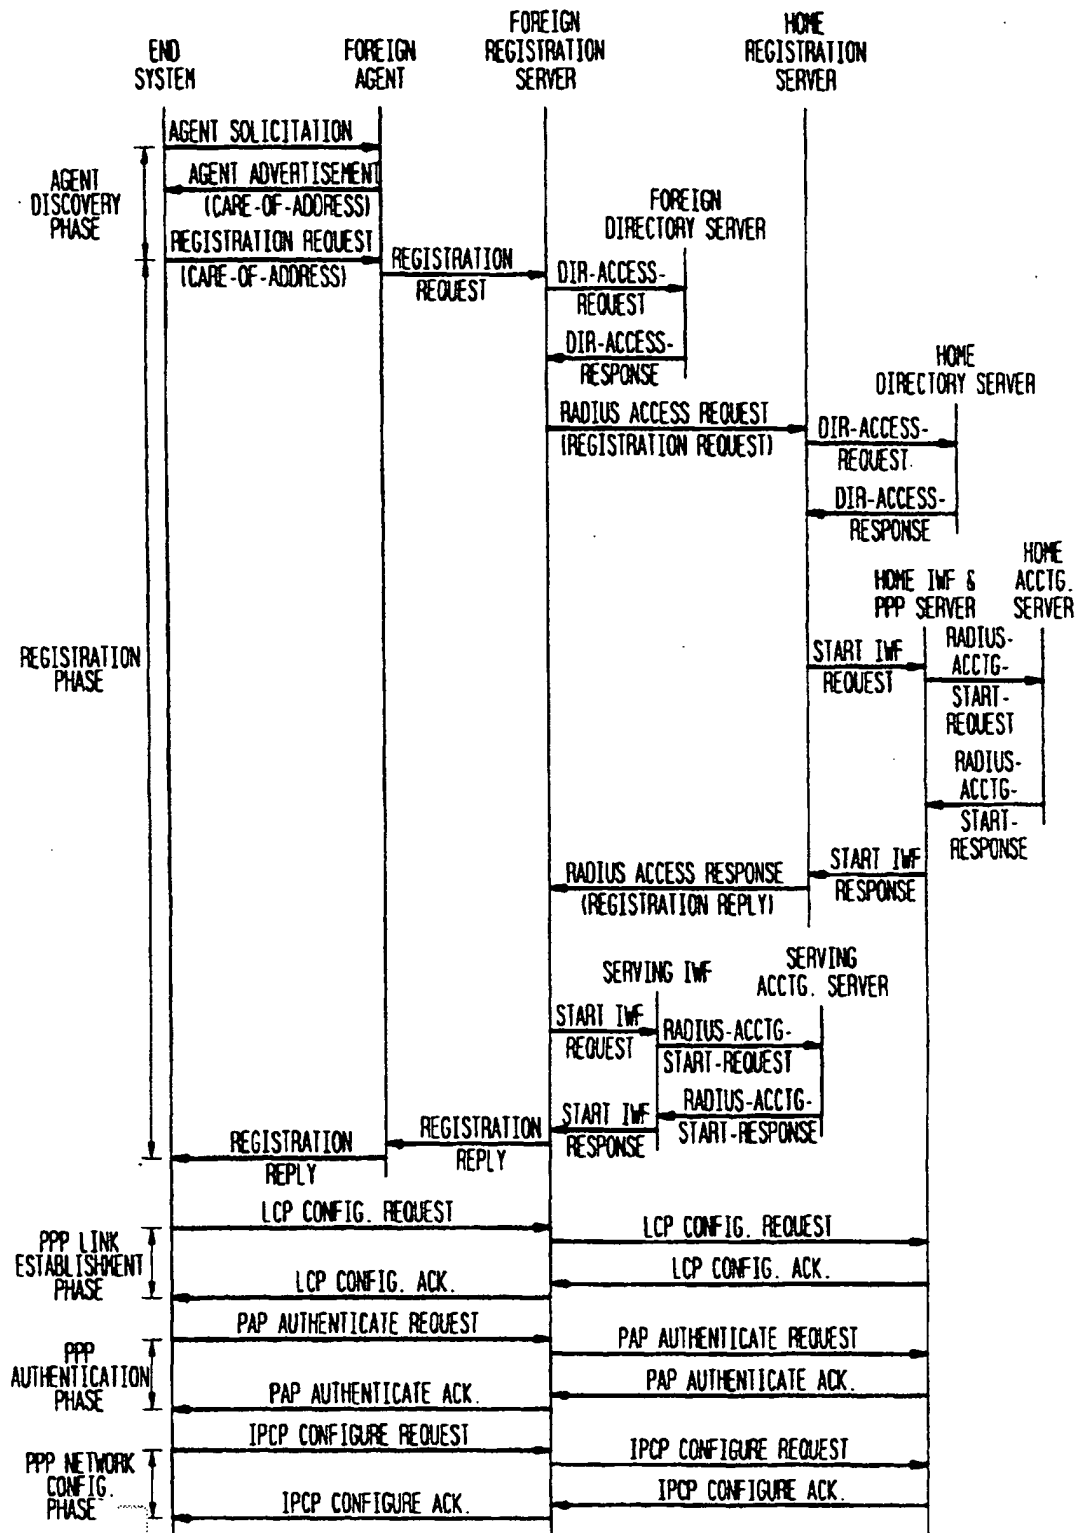 END
SYSTEM
FOREIGN
AGENT
FOREIGN
REGISTRATION
SERVER
HOME
REGISTRATION
SERVER
AGENT SOLICITATION
AGENT
DISCOVERY
PHASE
AGENT ADVERTISEMENT
(CARE-OF-ADDRESS)
FOREIGN
DIRECTORY SERVER
REGISTRATION REQUEST
(CARE-OF-ADDRESS)
REGISTRATION
REQUEST
DIR-ACCESS-
REQUEST
DIR-ACCESS-
RESPONSE
HOME
DIRECTORY SERVER
RADIUS ACCESS REQUEST
(REGISTRATION REQUEST)
DIR-ACCESS-
REQUEST
DIR-ACCESS-
RESPONSE
HOME IWF &
PPP SERVER
HOME
ACCTG.
SERVER
REGISTRATION
PHASE
START IWF
REQUEST
RADIUS-
ACCTG-
START-
REQUEST
RADIUS-
ACCTG-
START-
RESPONSE
START IWF
RESPONSE
RADIUS ACCESS RESPONSE
(REGISTRATION REPLY)
SERVING IWF
SERVING
ACCTG. SERVER
START IWF
REQUEST
RADIUS-ACCTG-
START-REQUEST
RADIUS-ACCTG-
START-RESPONSE
START IWF
RESPONSE
REGISTRATION
REPLY
REGISTRATION
REPLY
LCP CONFIG. REQUEST
LCP CONFIG. REQUEST
PPP LINK
ESTABLISHMENT
PHASE
LCP CONFIG. ACK.
LCP CONFIG. ACK.
PAP AUTHENTICATE REQUEST
PAP AUTHENTICATE REQUEST
PPP
AUTHENTICATION
PHASE
PAP AUTHENTICATE ACK.
PAP AUTHENTICATE ACK.
IPCP CONFIGURE REQUEST
IPCP CONFIGURE REQUEST
PPP NETWORK
CONFIG.
PHASE
IPCP CONFIGURE ACK.
IPCP CONFIGURE ACK.